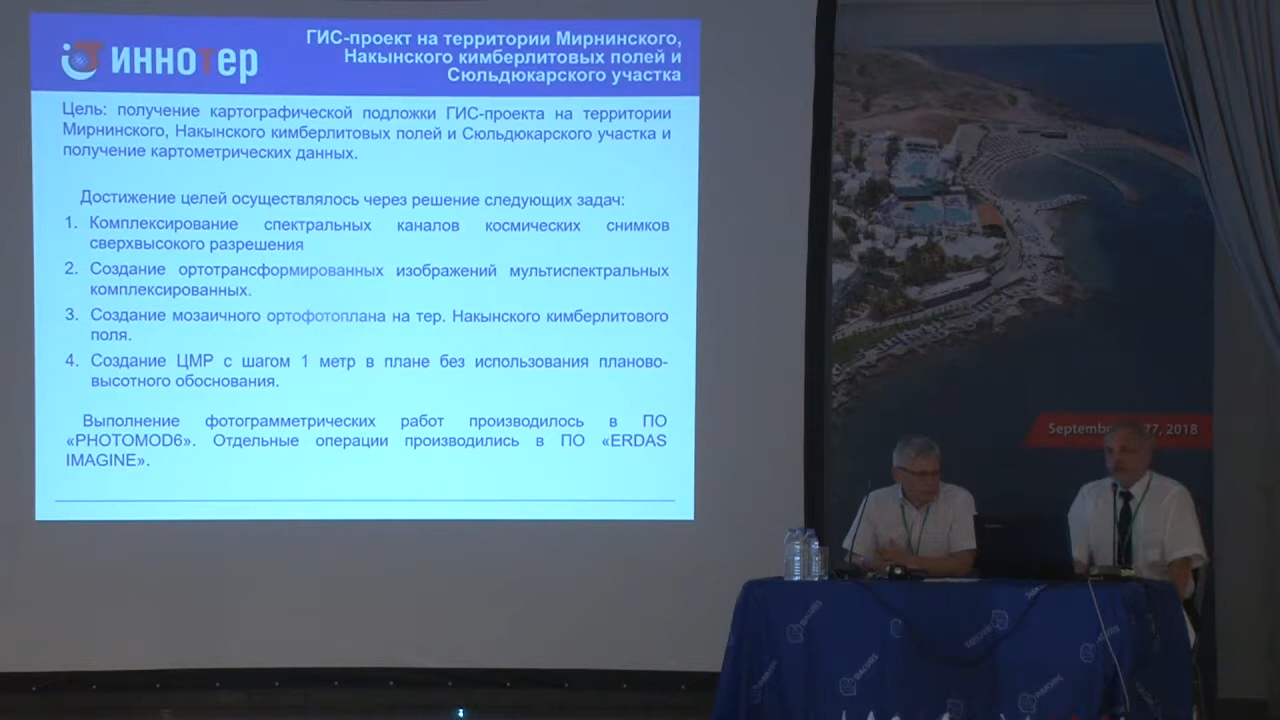 иннотер
ГИС-проект на территории Мирнинского,
Накынского кимберлитовых полей и
Сюльдюкарского участка
Цель: получение картографической подложки ГИС-проекта на территории
Мирнинского, Накынского кимберлитовых полей и Сюльдюкарского участка и
получение картометрических данных.
Достижение целей осуществлялось через решение следующих задач:
1. Комплексирование спектральных каналов космических снимков
сверхвысокого разрешения
2. Создание ортотрансформированных изображений мультиспектральных
комплексированных.
3. Создание мозаичного ортофотоплана на тер. Накынского кимберлитового
поля.
4. Создание ЦМР с шагом 1 метр в плане без использования планово-
высотного обоснования.
Выполнение фотограмметрических работ производилось в ПО
«PHOTOMOD6». Отдельные операции производились в ПО «ERDAS
IMAGINE».
77, 2018
RACURS
RACURS